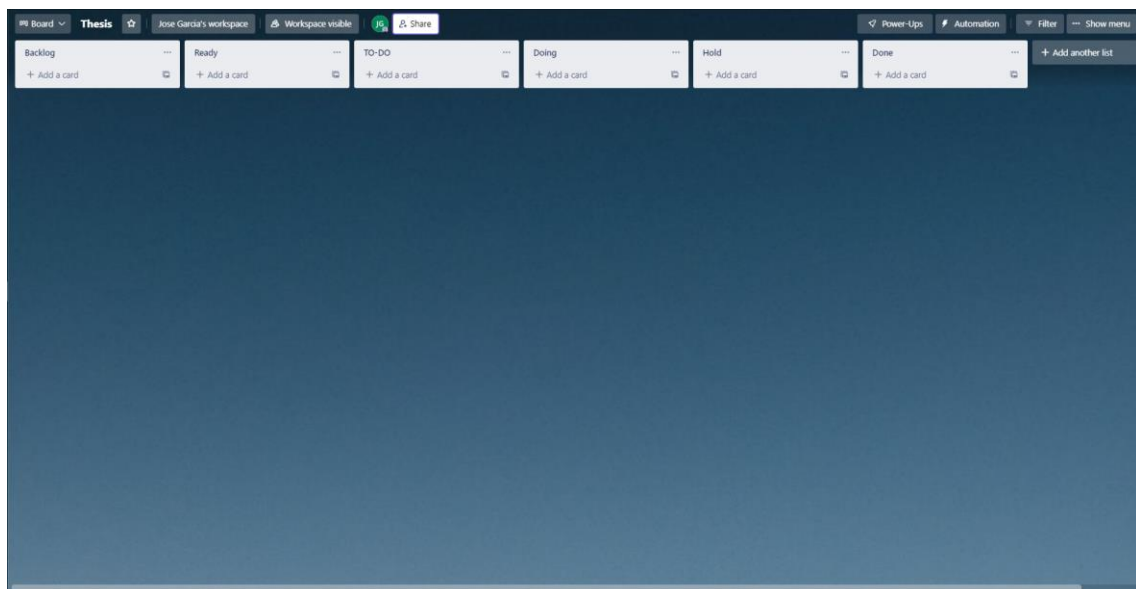 Board Thesis Jose Garcia's workspace Workspace visible JG Share Power-Ups Automation Filter Show menu
Backlog Ready TO-DO Doing Hold Done + Add another list
+ Add a card + Add a card + Add a card + Add a card + Add a card + Add a card